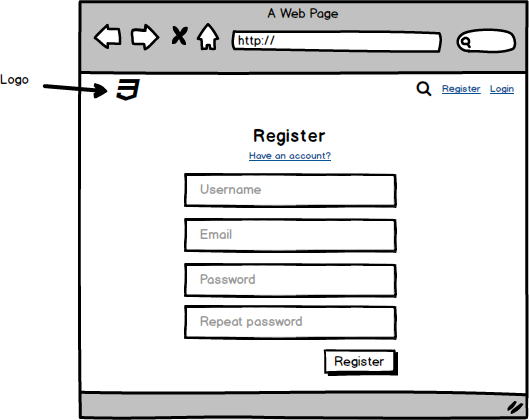 A Web Page
http://
Logo
Register Login
Register
Have an account?
Username
Email
Password
Repeat password
Register